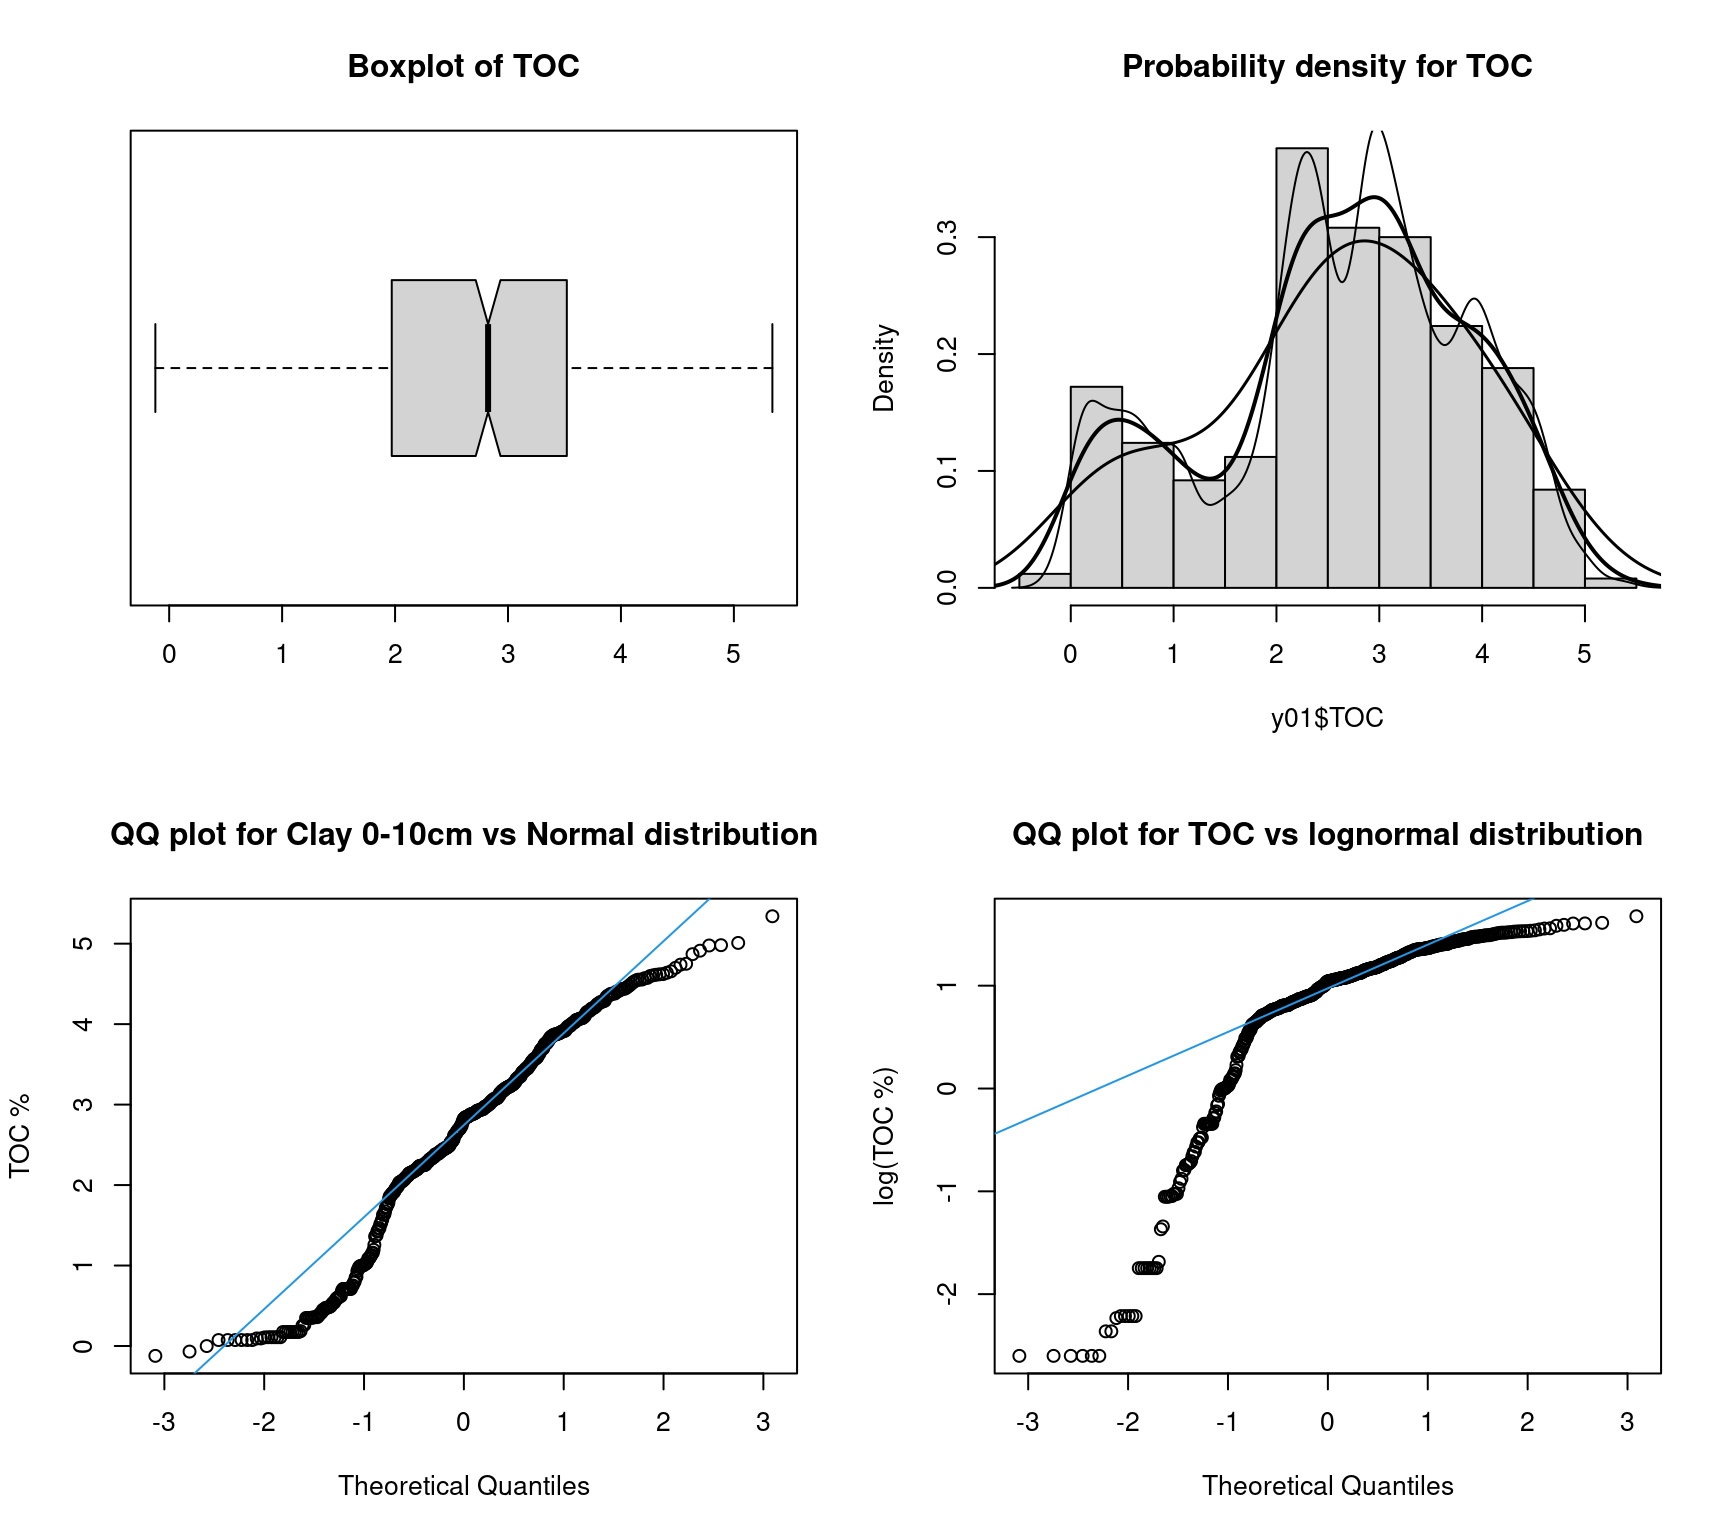 Boxplot of TOC
0 1 2 3 4 5
Probability density for TOC
Density
0.0 0.1 0.2 0.3
0 1 2 3 4 5
y01$TOC
QQ plot for Clay 0-10cm vs Normal distribution
TOC %
0 1 2 3 4 5
-3 -2 -1 0 1 2 3
Theoretical Quantiles
QQ plot for TOC vs lognormal distribution
log(TOC %)
-2 -1 0 1
-3 -2 -1 0 1 2 3
Theoretical Quantiles